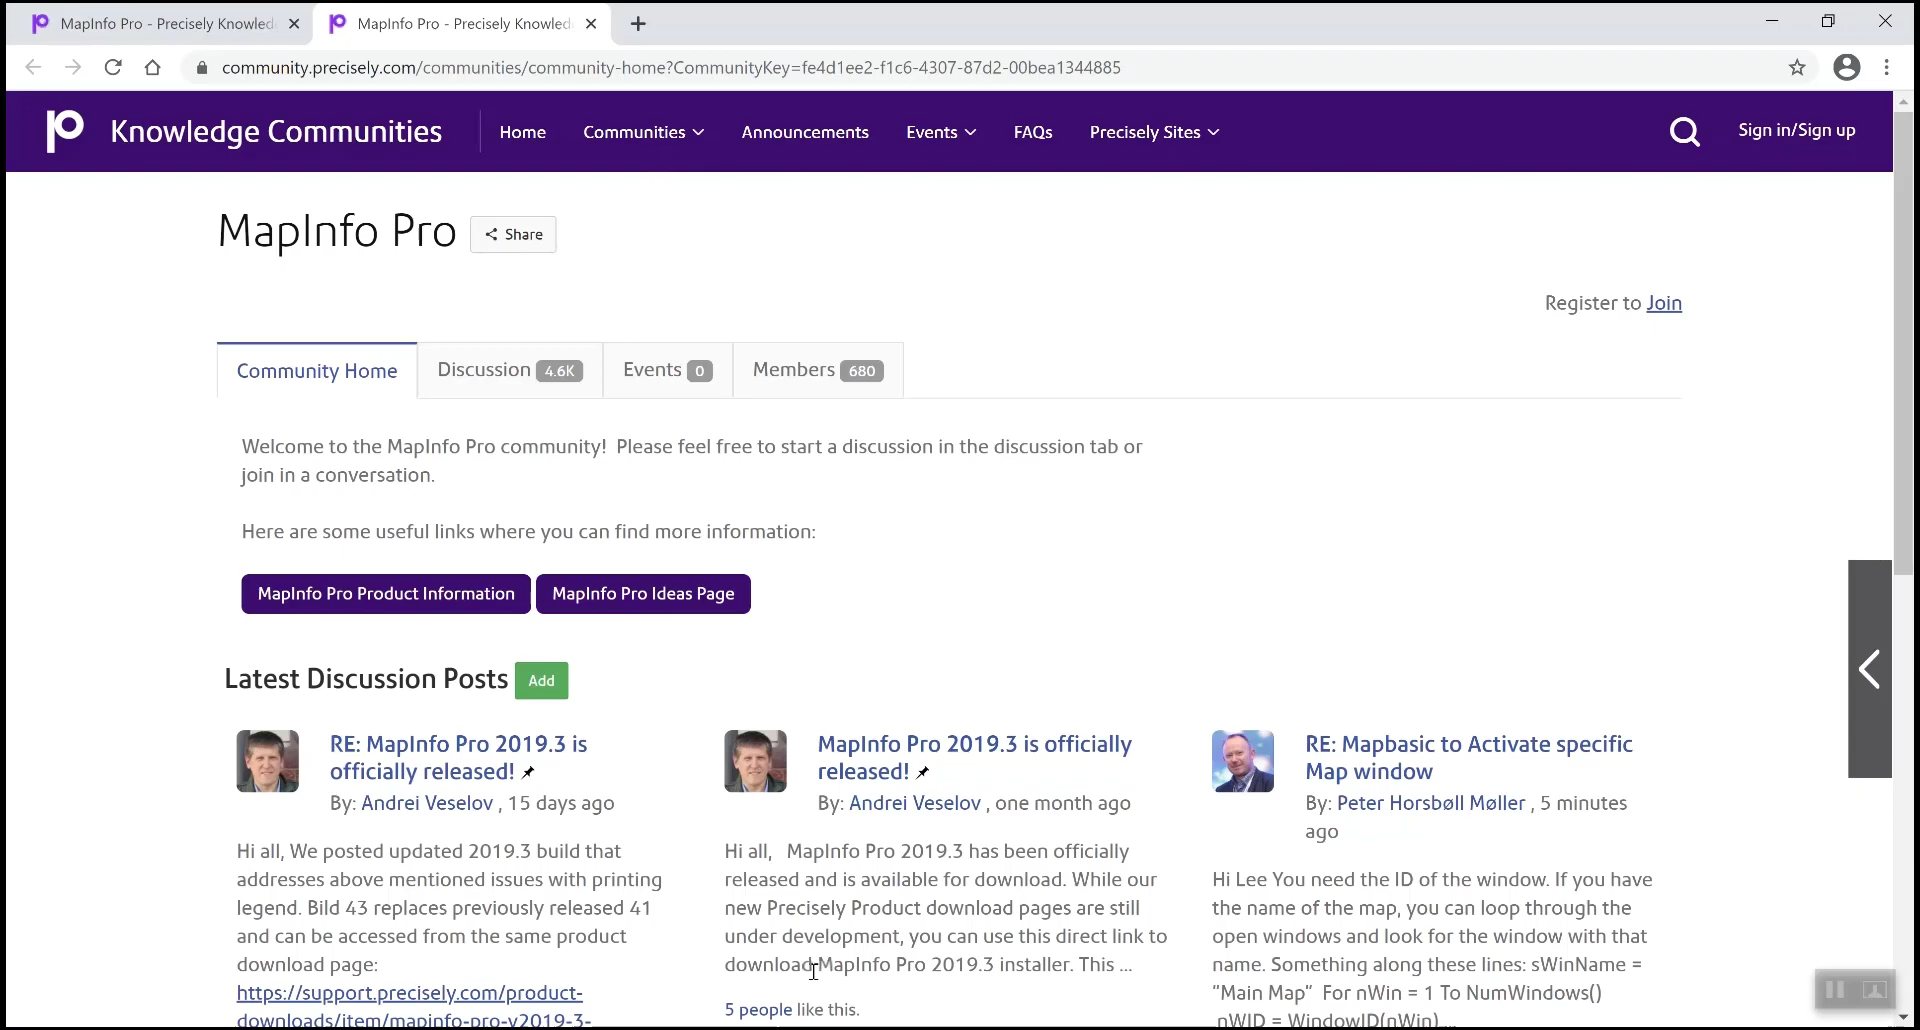 MapInfo Pro - Precisely Knowled
MapInfo Pro - Precisely Knowled
community.precisely.com/communities/community-home?CommunityKey=fe4d1ee2-f1c6-4307-87d2-00bea1344885
Knowledge Communities
Home
Communities
Announcements
Events
FAQs
Precisely Sites
Sign in/Sign up
MapInfo Pro
Share
Register to Join
Community Home
Discussion 4.6K
Events 0
Members 680
Welcome to the MapInfo Pro community!  Please feel free to start a discussion in the discussion tab or
join in a conversation.
Here are some useful links where you can find more information:
MapInfo Pro Product Information
MapInfo Pro Ideas Page
Latest Discussion Posts
Add
RE: MapInfo Pro 2019.3 is
officially released!
By: Andrei Veselov , 15 days ago
Hi all, We posted updated 2019.3 build that
addresses above mentioned issues with printing
legend. Bild 43 replaces previously released 41
and can be accessed from the same product
download page:
https://support.precisely.com/product-
downloads/item/mapinfo-pro-v2019-3-
MapInfo Pro 2019.3 is officially
released!
By: Andrei Veselov , one month ago
Hi all,   MapInfo Pro 2019.3 has been officially
released and is available for download. While our
new Precisely Product download pages are still
under development, you can use this direct link to
download MapInfo Pro 2019.3 installer. This ...
5 people like this.
RE: Mapbasic to Activate specific
Map window
By: Peter Horsbøll Møller , 5 minutes
ago
Hi Lee You need the ID of the window. If you have
the name of the map, you can loop through the
open windows and look for the window with that
name. Something along these lines: sWinName =
"Main Map"  For nWin = 1 To NumWindows()
nWID = WindowID(nWin)....